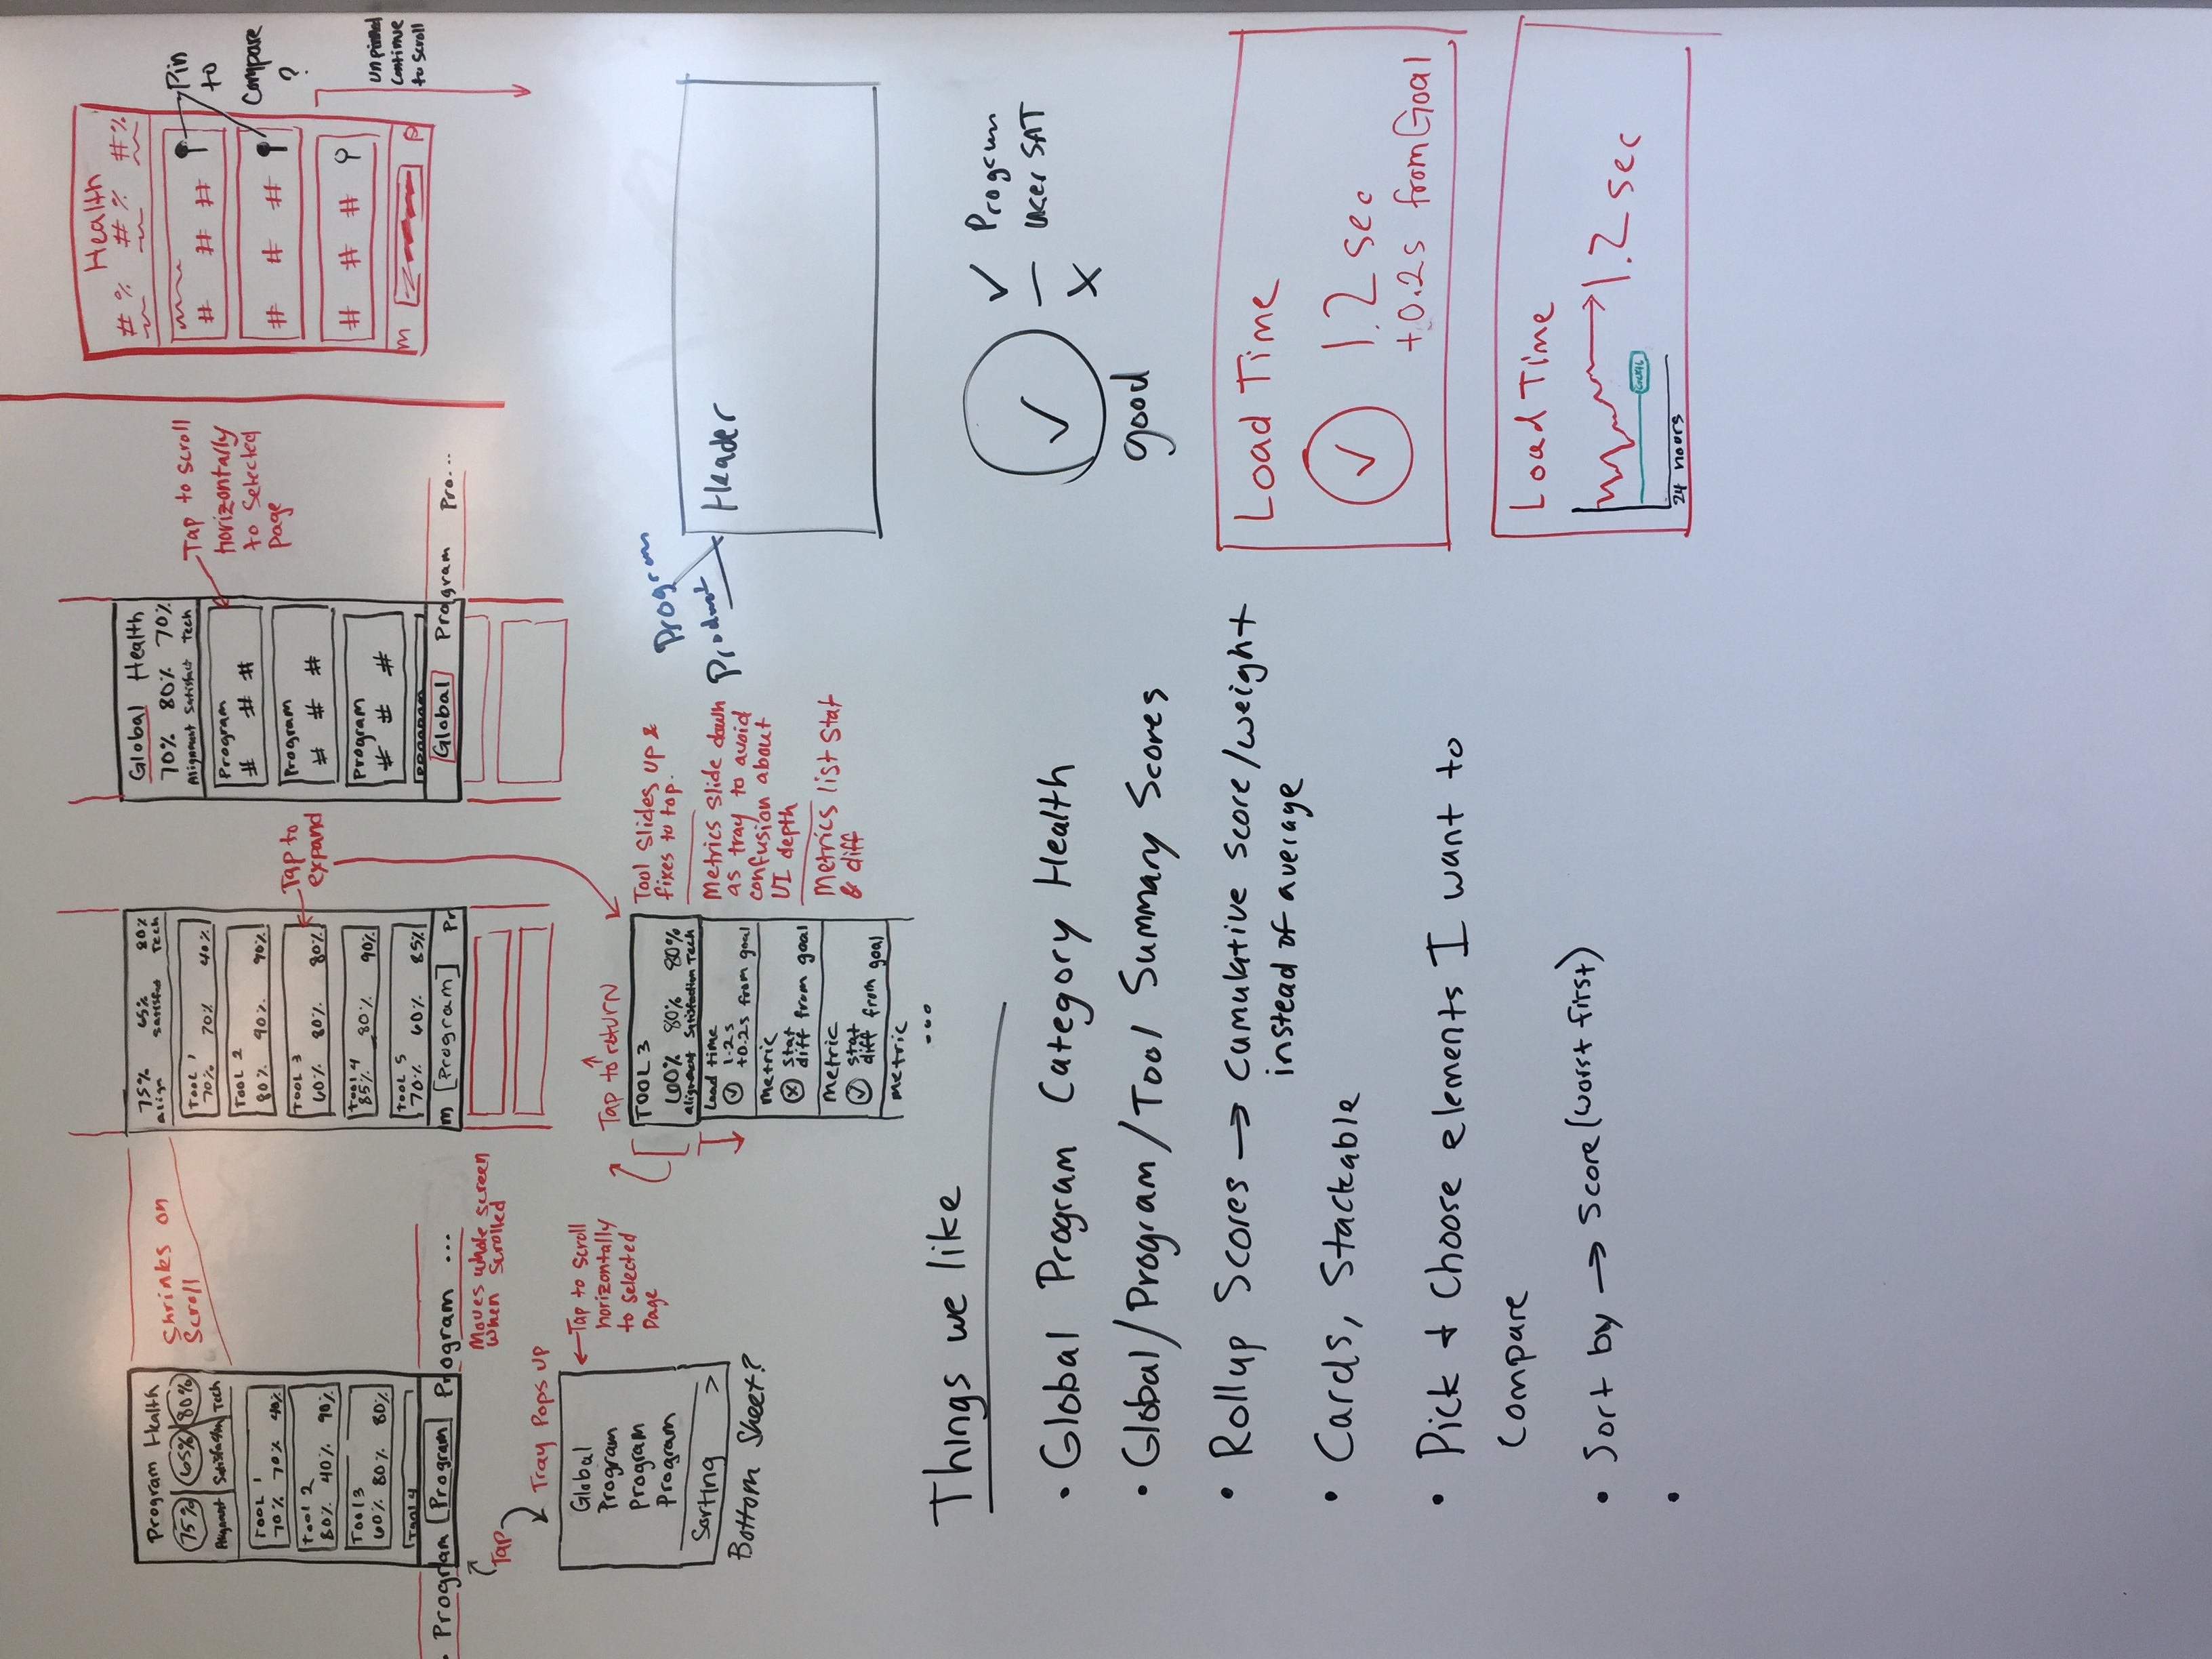 Program Health
75% 65% 80%
Alignment Satisfaction Tech
Tool 1
70% 70% 40%
Tool 2
80% 40% 90%
Tool 3
60% 80% 80%
Tool 4
Program [Program] Program ...
Shrinks on
Scroll
Moves whole screen
when scrolled
Tap
Tray Pops up
Global
Program
Program
Program
Sorting >
Bottom Sheet?
Tap to scroll
horizontally
to selected
page
75% 65% 80%
align Satisfact Tech
Tool 1
70% 70% 40%
Tool 2
80% 90% 90%
Tool 3
60% 80% 80%
Tool 4
85% 80% 90%
Tool 5
70% 60% 85%
m [Program] Pr
Tap to
expand
Tap to return
TOOL 3
60% 80% 80%
alignment Satisfaction Tech
Load time
✓ 1.2s
+0.2s from goal
Metric
x stat
diff from goal
Metric
✓ stat
diff from goal
metric
...
Tool slides up &
fixes to top.
Metrics slide down
as tray to avoid
confusion about
UI depth
Metrics list stat
& diff
Global Health
70% 80% 70%
Alignment Satisfact Tech
Program
# # #
Program
# # #
Program
# # #
Program
Global Program Pro...
Tap to scroll
horizontally
to selected
page
Health
#% #% #%
# # #
# # #
# # #
m P
Pin
to
Compare
?
unpinned
continue
to scroll
Program
Product
Header
Things we like
• Global Program Category Health
• Global/Program/Tool Summary Scores
• Rollup Scores → cumulative score/weight
instead of average
• Cards, Stackable
• Pick & Choose elements I want to
Compare
• Sort by → Score (worst first)
•
✓
good
✓ Program
— user SAT
X
Load Time
✓ 1.2 sec
+0.2s from Goal
Load Time
1.2 sec
24 hours